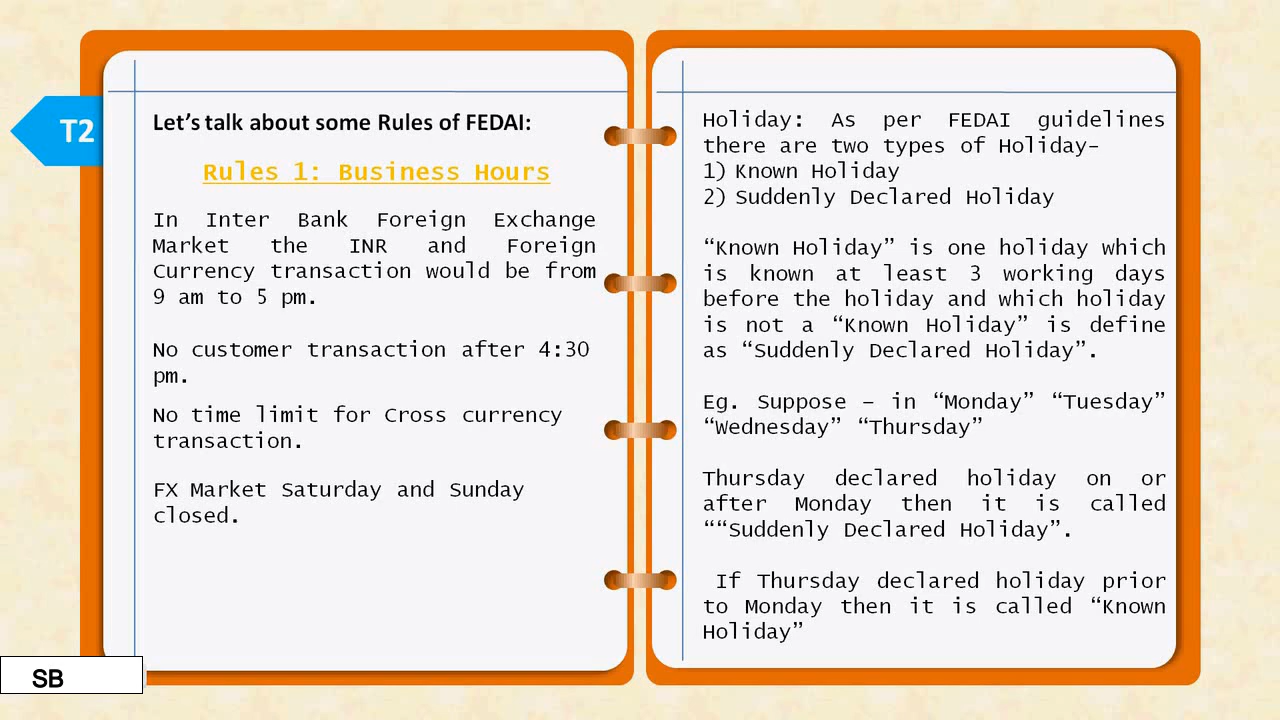 T2
Let’s talk about some Rules of FEDAI:
Rules 1: Business Hours
In Inter Bank Foreign Exchange
Market the INR and Foreign
Currency transaction would be from
9 am to 5 pm.
No customer transaction after 4:30
pm.
No time limit for Cross currency
transaction.
FX Market Saturday and Sunday
closed.
Holiday: As per FEDAI guidelines
there are two types of Holiday–
1) Known Holiday
2) Suddenly Declared Holiday
“Known Holiday” is one holiday which
is known at least 3 working days
before the holiday and which holiday
is not a “Known Holiday” is define
as “Suddenly Declared Holiday”.
Eg. Suppose – in “Monday” “Tuesday”
“Wednesday” “Thursday”
Thursday declared holiday on or
after Monday then it is called
““Suddenly Declared Holiday”.
If Thursday declared holiday prior
to Monday then it is called “Known
Holiday”
SB